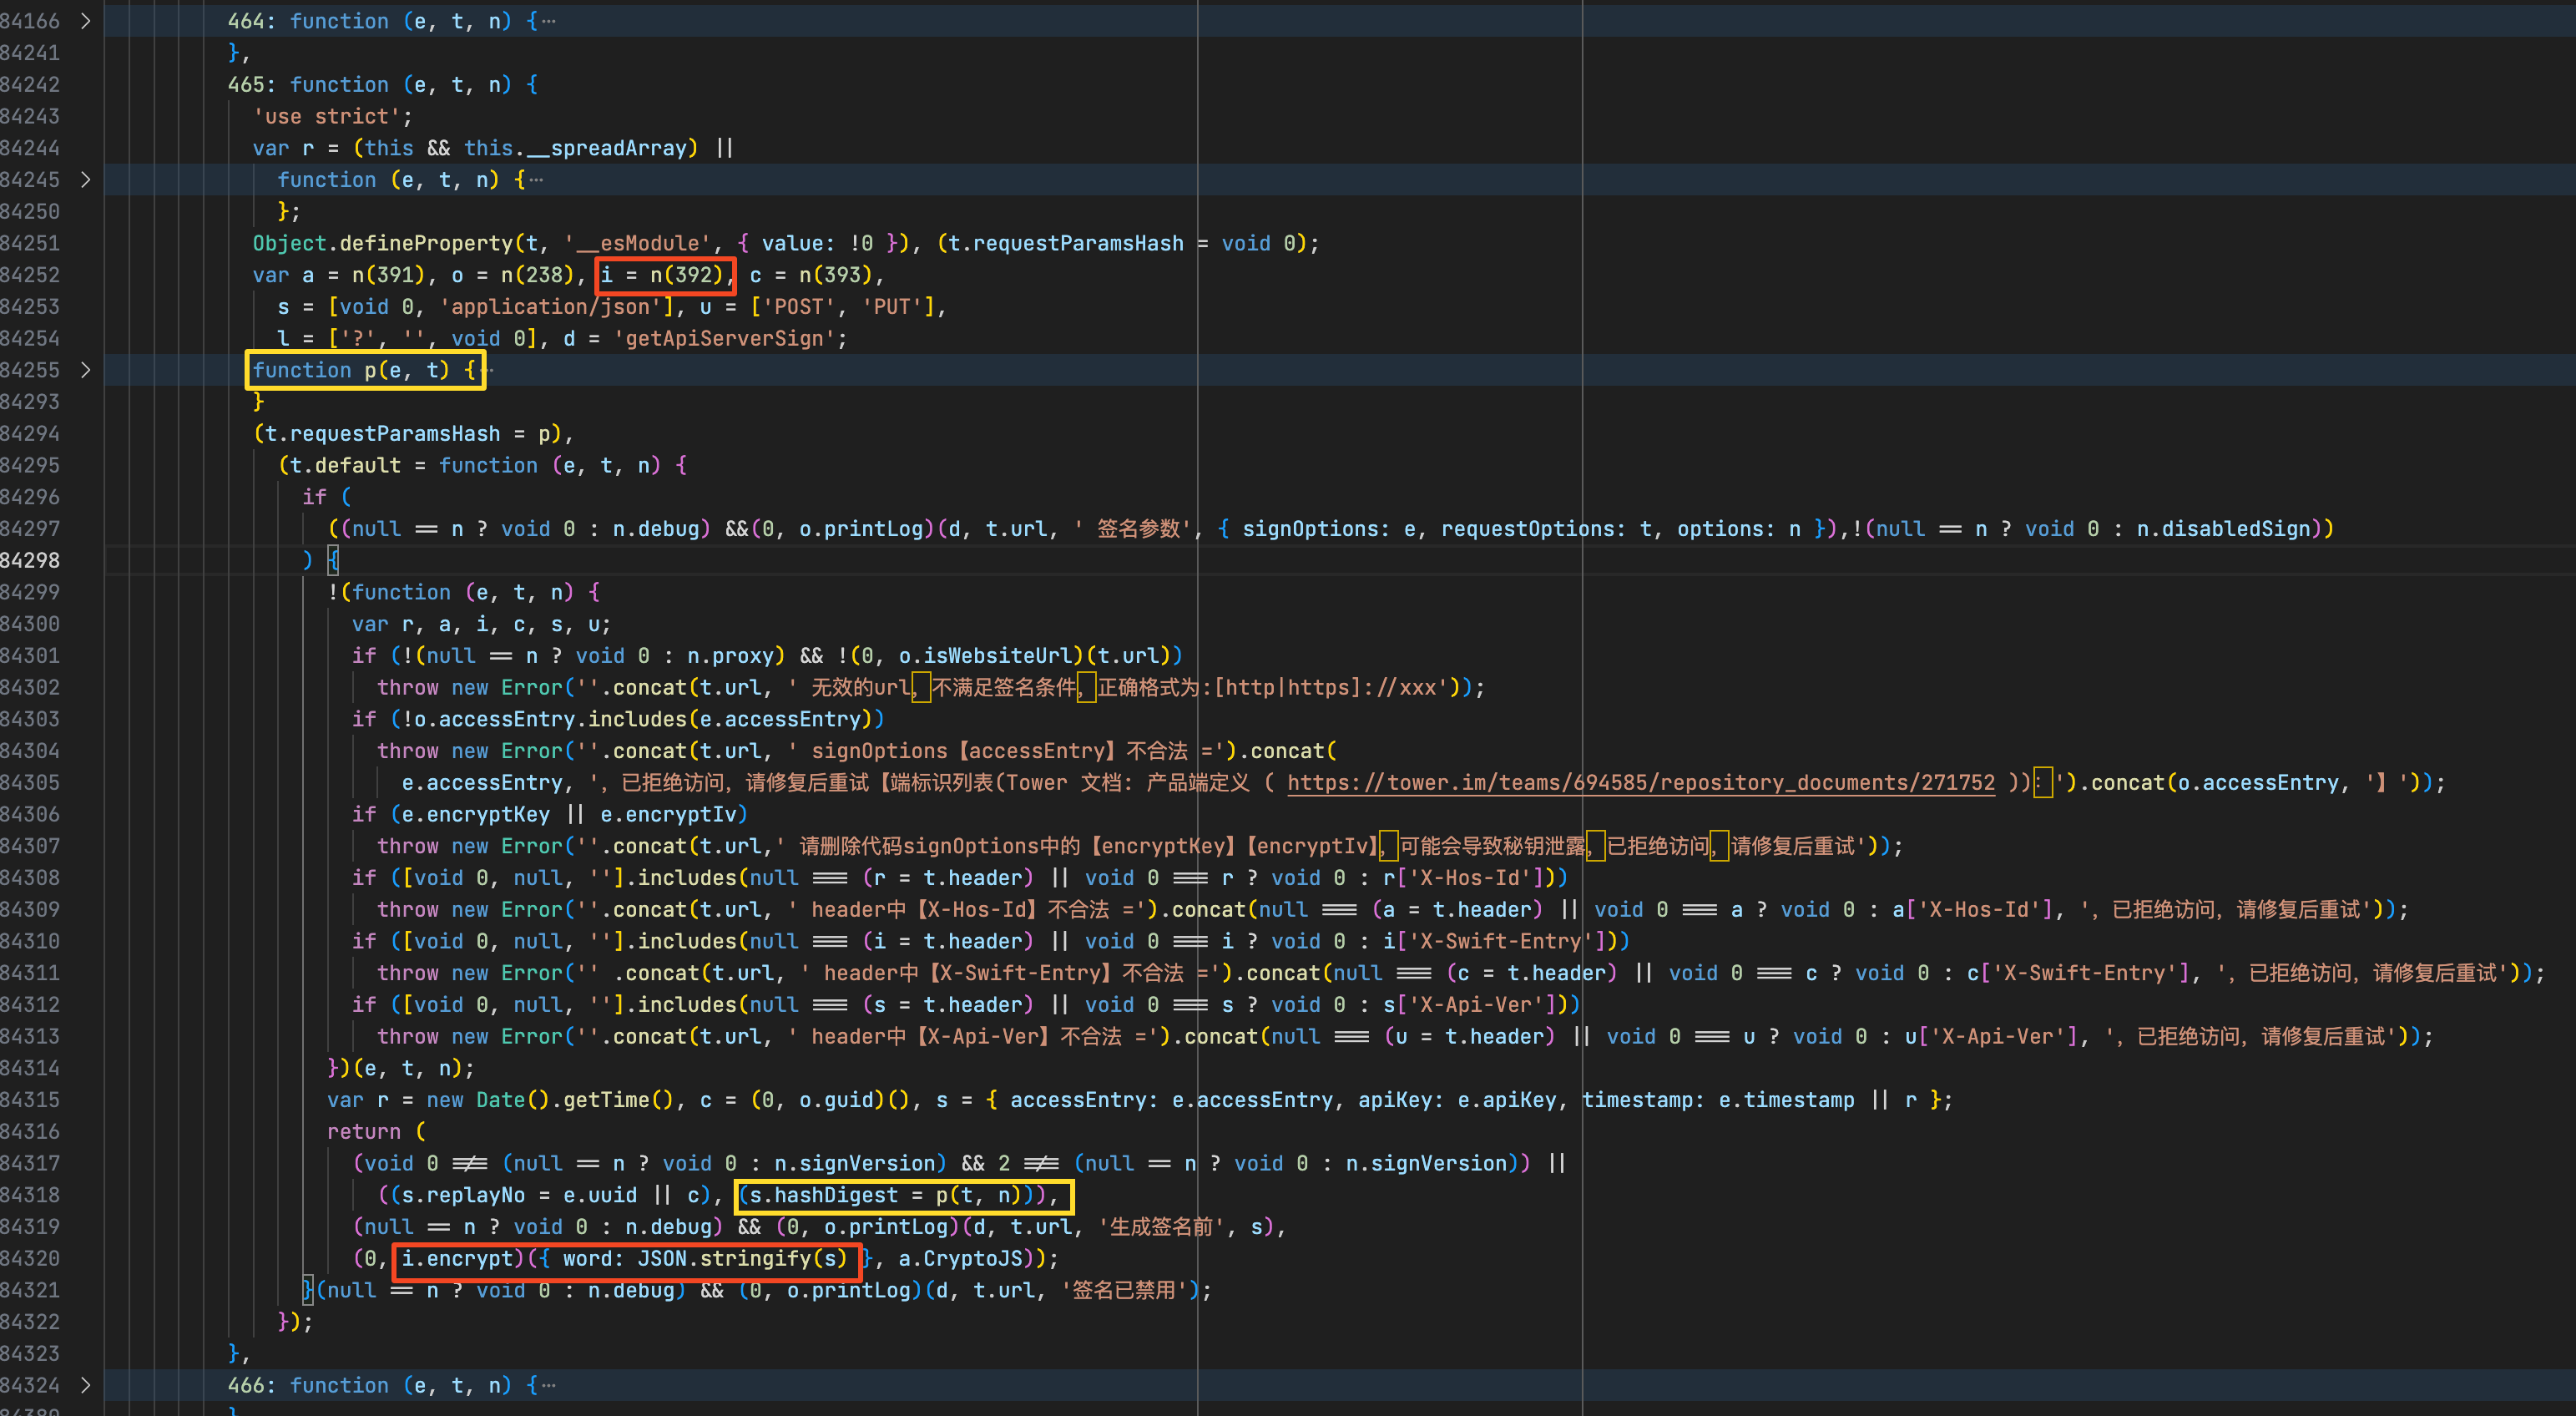 84166 464: function (e, t, n) {…
84241 },
84242 465: function (e, t, n) {
84243 'use strict';
84244 var r = (this && this.__spreadArray) ||
84245 function (e, t, n) {…
84250 };
84251 Object.defineProperty(t, '__esModule', { value: !0 }), (t.requestParamsHash = void 0);
84252 var a = n(391), o = n(238), i = n(392), c = n(393),
84253 s = [void 0, 'application/json'], u = ['POST', 'PUT'],
84254 l = ['?', '', void 0], d = 'getApiServerSign';
84255 function p(e, t) {…
84293 }
84294 (t.requestParamsHash = p),
84295 (t.default = function (e, t, n) {
84296 if (
84297 ((null == n ? void 0 : n.debug) &&(0, o.printLog)(d, t.url, ' 签名参数', { signOptions: e, requestOptions: t, options: n }),!(null == n ? void 0 : n.disabledSign))
84298 ) {
84299 !(function (e, t, n) {
84300 var r, a, i, c, s, u;
84301 if (!(null == n ? void 0 : n.proxy) && !(0, o.isWebsiteUrl)(t.url))
84302 throw new Error(''.concat(t.url, ' 无效的url，不满足签名条件，正确格式为:[http|https]://xxx'));
84303 if (!o.accessEntry.includes(e.accessEntry))
84304 throw new Error(''.concat(t.url, ' signOptions【accessEntry】不合法 =').concat(
84305 e.accessEntry, ', 已拒绝访问, 请修复后重试【端标识列表(Tower 文档: 产品端定义 ( https://tower.im/teams/694585/repository_documents/271752 ))：').concat(o.accessEntry, '】'));
84306 if (e.encryptKey || e.encryptIv)
84307 throw new Error(''.concat(t.url,' 请删除代码signOptions中的【encryptKey】【encryptIv】，可能会导致秘钥泄露，已拒绝访问，请修复后重试'));
84308 if ([void 0, null, ''].includes(null === (r = t.header) || void 0 === r ? void 0 : r['X-Hos-Id']))
84309 throw new Error(''.concat(t.url, ' header中【X-Hos-Id】不合法 =').concat(null === (a = t.header) || void 0 === a ? void 0 : a['X-Hos-Id'], ', 已拒绝访问, 请修复后重试'));
84310 if ([void 0, null, ''].includes(null === (i = t.header) || void 0 === i ? void 0 : i['X-Swift-Entry']))
84311 throw new Error('' .concat(t.url, ' header中【X-Swift-Entry】不合法 =').concat(null === (c = t.header) || void 0 === c ? void 0 : c['X-Swift-Entry'], ', 已拒绝访问, 请修复后重试'));
84312 if ([void 0, null, ''].includes(null === (s = t.header) || void 0 === s ? void 0 : s['X-Api-Ver']))
84313 throw new Error(''.concat(t.url, ' header中【X-Api-Ver】不合法 =').concat(null === (u = t.header) || void 0 === u ? void 0 : u['X-Api-Ver'], ', 已拒绝访问, 请修复后重试'));
84314 })(e, t, n);
84315 var r = new Date().getTime(), c = (0, o.guid)(), s = { accessEntry: e.accessEntry, apiKey: e.apiKey, timestamp: e.timestamp || r };
84316 return (
84317 (void 0 !== (null == n ? void 0 : n.signVersion) && 2 !== (null == n ? void 0 : n.signVersion)) ||
84318 ((s.replayNo = e.uuid || c), (s.hashDigest = p(t, n))),
84319 (null == n ? void 0 : n.debug) && (0, o.printLog)(d, t.url, '生成签名前', s),
84320 (0, i.encrypt)({ word: JSON.stringify(s) }, a.CryptoJS));
84321 }(null == n ? void 0 : n.debug) && (0, o.printLog)(d, t.url, '签名已禁用');
84322 });
84323 },
84324 466: function (e, t, n) {…